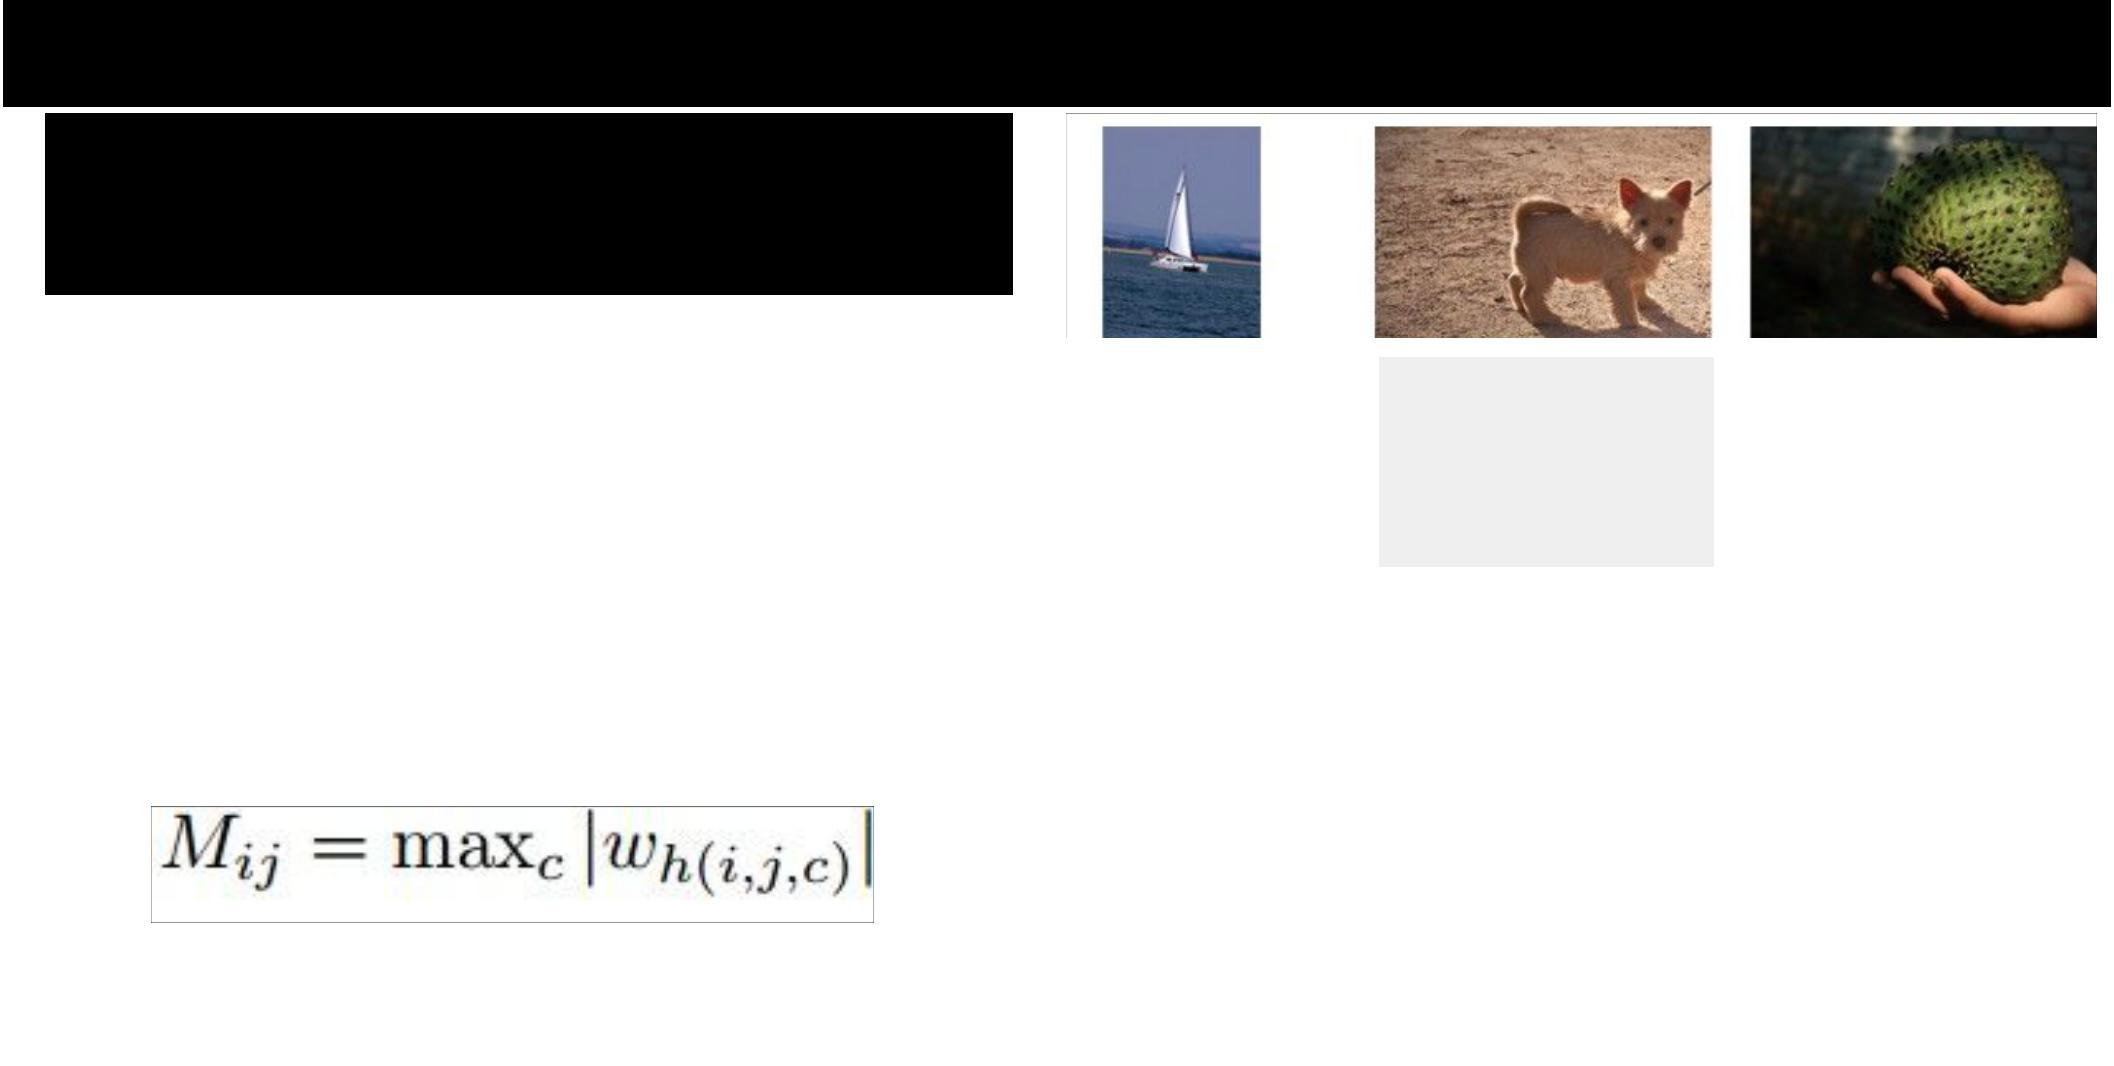 M_{ij} = max_c |w_{h(i,j,c)}|